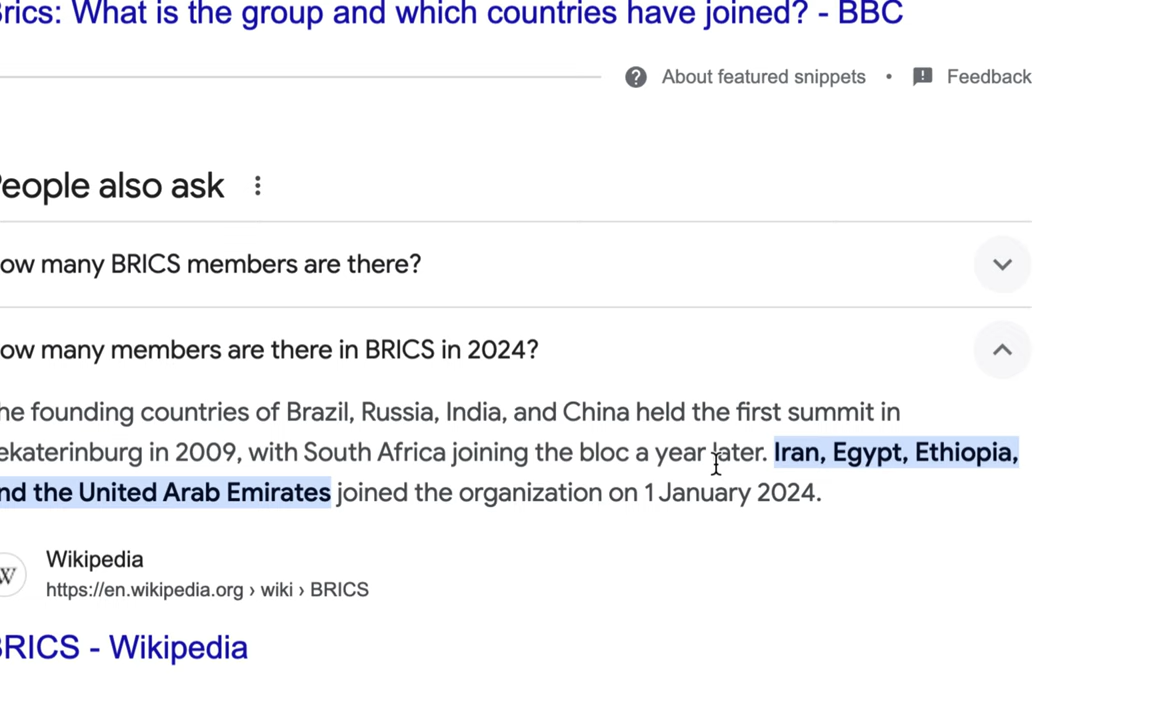 rics: What is the group and which countries have joined? - BBC
About featured snippets • Feedback
eople also ask
ow many BRICS members are there?
ow many members are there in BRICS in 2024?
he founding countries of Brazil, Russia, India, and China held the first summit in
ekaterinburg in 2009, with South Africa joining the bloc a year later. Iran, Egypt, Ethiopia,
nd the United Arab Emirates joined the organization on 1 January 2024.
W
Wikipedia
https://en.wikipedia.org › wiki › BRICS
BRICS - Wikipedia